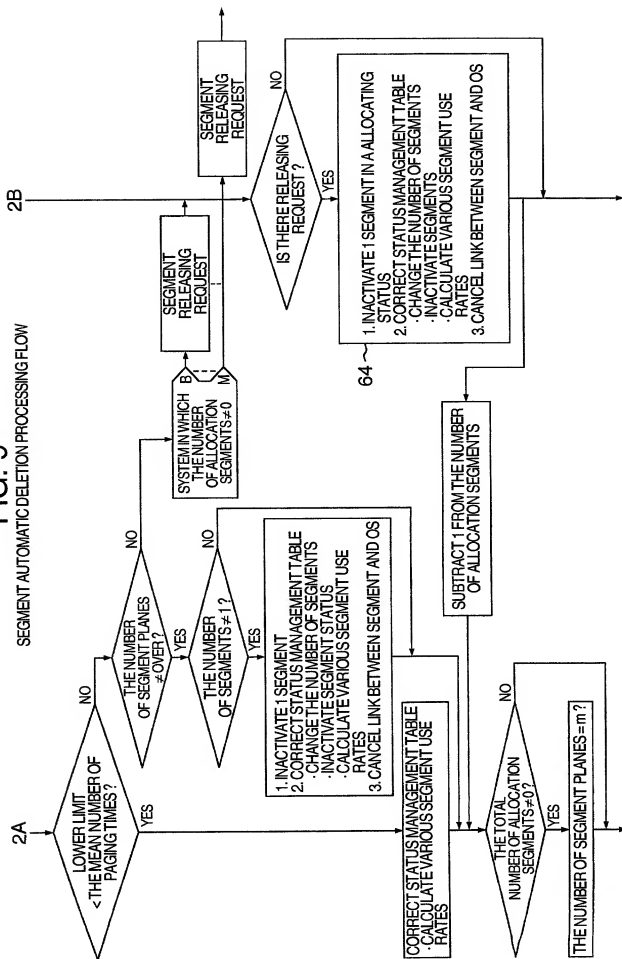 FIG. 9
SEGMENT AUTOMATIC DELETION PROCESSING FLOW
2A
LOWER LIMIT
<THE MEAN NUMBER OF
PAGING TIMES ?
NO
YES
THE NUMBER
OF SEGMENT PLANES
≠OVER ?
NO
YES
THE NUMBER
OF SEGMENTS ≠1 ?
NO
YES
1. INACTIVATE 1 SEGMENT
2. CORRECT STATUS MANAGEMENT TABLE
· CHANGE THE NUMBER OF SEGMENTS
· INACTIVATE SEGMENT STATUS
· CALCULATE VARIOUS SEGMENT USE
RATES
3. CANCEL LINK BETWEEN SEGMENT AND OS
CORRECT STATUS MANAGEMENT TABLE
· CALCULATE VARIOUS SEGMENT USE
RATES
THE TOTAL
NUMBER OF ALLOCATION
SEGMENTS≠0 ?
NO
YES
THE NUMBER OF SEGMENT PLANES = m ?
SYSTEM IN WHICH
THE NUMBER
OF ALLOCATION
SEGMENTS ≠0
B
M
SEGMENT
RELEASING
REQUEST
SEGMENT
RELEASING
REQUEST
2B
IS THERE RELEASING
REQUEST ?
NO
YES
64
1. INACTIVATE 1 SEGMENT IN A ALLOCATING
STATUS
2. CORRECT STATUS MANAGEMENT TABLE
· CHANGE THE NUMBER OF SEGMENTS
· INACTIVATE SEGMENTS
· CALCULATE VARIOUS SEGMENT USE
RATES
3. CANCEL LINK BETWEEN SEGMENT AND OS
SUBTRACT 1 FROM THE NUMBER
OF ALLOCATION SEGMENTS